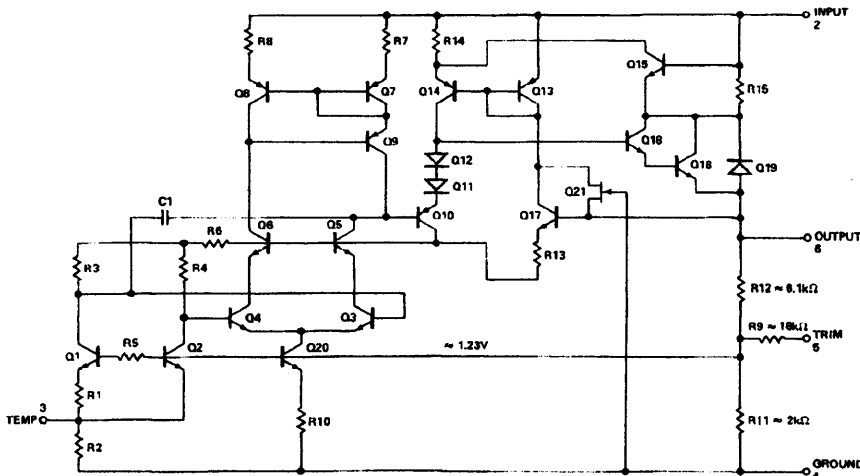 INPUT
2
R8
R7
R14
Q15
R15
Q8
Q7
Q14
Q13
Q9
Q18
Q16
Q19
Q12
Q11
Q21
C1
Q10
Q17
R6
Q6
Q5
OUTPUT
6
R3
R4
R13
R12 ≈ 6.1kΩ
Q4
Q3
R9 ≈ 18kΩ
TRIM
5
Q1
R5
Q2
Q20
≈ 1.23V
TEMP
3
R1
R2
R10
R11 ≈ 2kΩ
GROUND
4